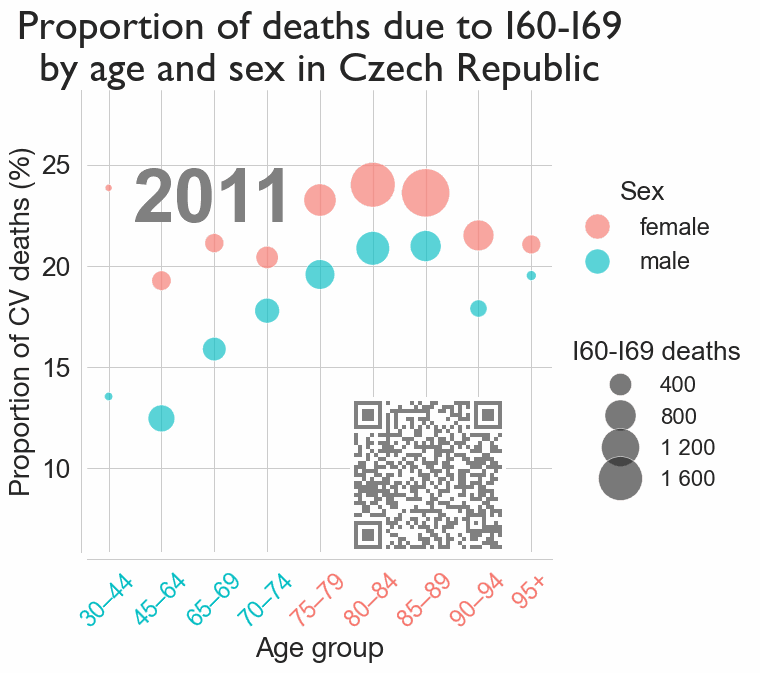 Proportion of deaths due to I60-I69
by age and sex in Czech Republic
Proportion of CV deaths (%)
25
20
15
10
2011
Sex
female
male
I60-I69 deaths
400
800
1 200
1 600
30–44
45–64
65–69
70–74
75–79
80–84
85–89
90–94
95+
Age group